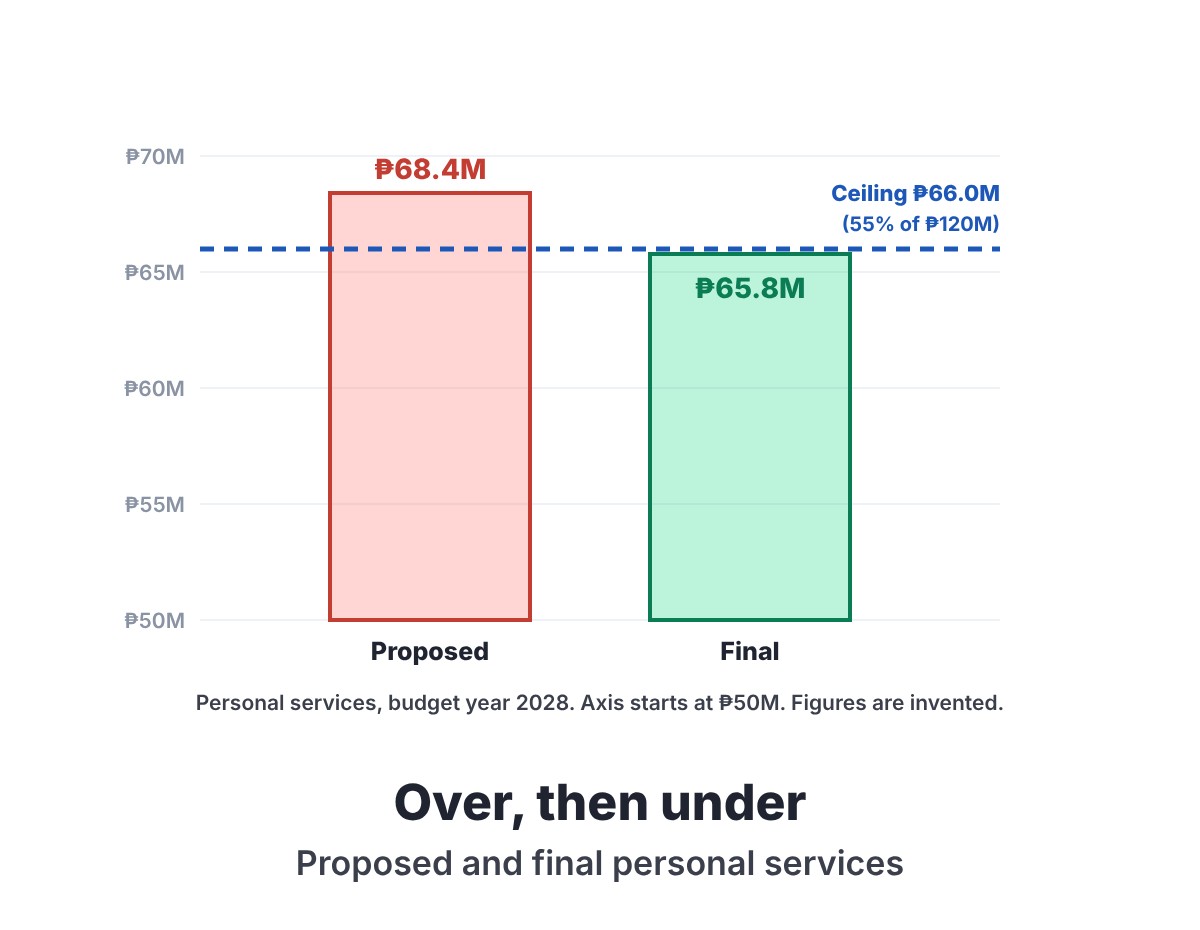 ₱70M
₱68.4M
Ceiling ₱66.0M
(55% of ₱120M)
₱65M
₱65.8M
₱60M
₱55M
₱50M
Proposed
Final
Personal services, budget year 2028. Axis starts at ₱50M. Figures are invented.
Over, then under
Proposed and final personal services